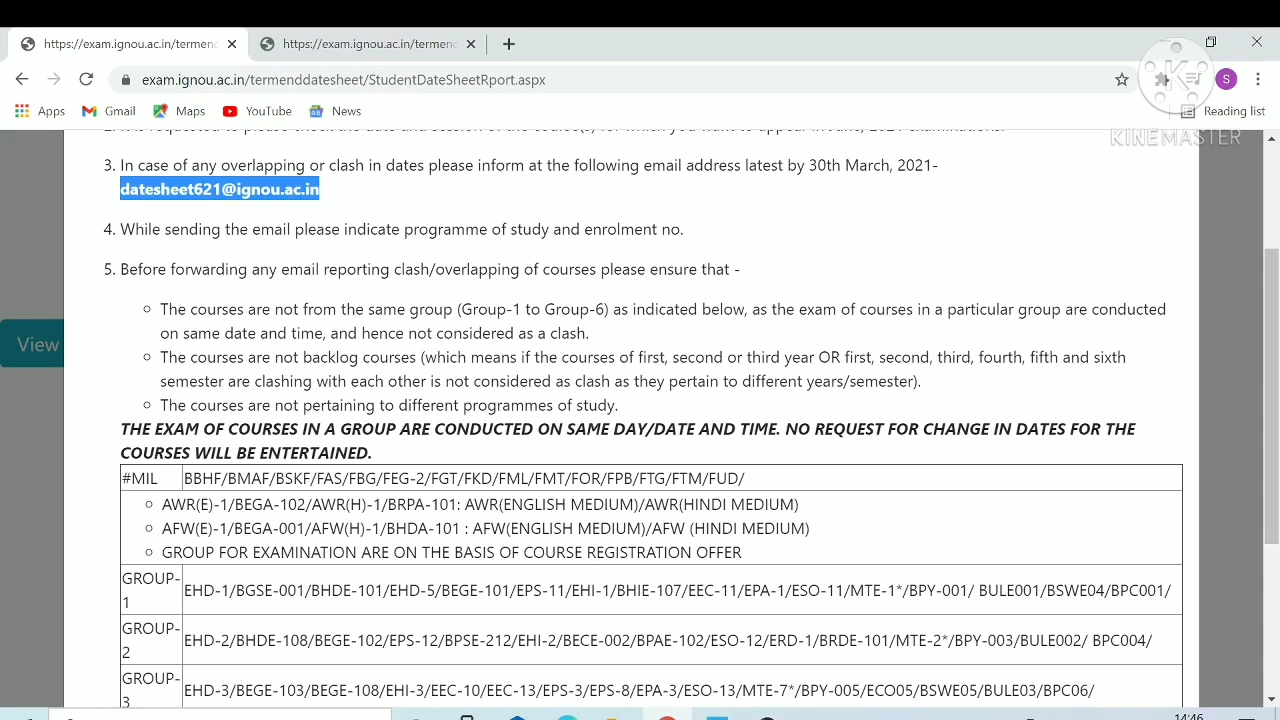 https://exam.ignou.ac.in/termend
https://exam.ignou.ac.in/termend
exam.ignou.ac.in/termenddatesheet/StudentDateSheetRport.aspx
S
Apps Gmail Maps YouTube News Reading list
KINEMASTER
3. In case of any overlapping or clash in dates please inform at the following email address latest by 30th March, 2021-
datesheet621@ignou.ac.in
4. While sending the email please indicate programme of study and enrolment no.
5. Before forwarding any email reporting clash/overlapping of courses please ensure that -
The courses are not from the same group (Group-1 to Group-6) as indicated below, as the exam of courses in a particular group are conducted
on same date and time, and hence not considered as a clash.
The courses are not backlog courses (which means if the courses of first, second or third year OR first, second, third, fourth, fifth and sixth
View
semester are clashing with each other is not considered as clash as they pertain to different years/semester).
The courses are not pertaining to different programmes of study.
THE EXAM OF COURSES IN A GROUP ARE CONDUCTED ON SAME DAY/DATE AND TIME. NO REQUEST FOR CHANGE IN DATES FOR THE
COURSES WILL BE ENTERTAINED.
#MIL BBHF/BMAF/BSKF/FAS/FBG/FEG-2/FGT/FKD/FML/FMT/FOR/FPB/FTG/FTM/FUD/
AWR(E)-1/BEGA-102/AWR(H)-1/BRPA-101: AWR(ENGLISH MEDIUM)/AWR(HINDI MEDIUM)
AFW(E)-1/BEGA-001/AFW(H)-1/BHDA-101 : AFW(ENGLISH MEDIUM)/AFW (HINDI MEDIUM)
GROUP FOR EXAMINATION ARE ON THE BASIS OF COURSE REGISTRATION OFFER
GROUP-
1
EHD-1/BGSE-001/BHDE-101/EHD-5/BEGE-101/EPS-11/EHI-1/BHIE-107/EEC-11/EPA-1/ESO-11/MTE-1*/BPY-001/ BULE001/BSWE04/BPC001/
GROUP-
2
EHD-2/BHDE-108/BEGE-102/EPS-12/BPSE-212/EHI-2/BECE-002/BPAE-102/ESO-12/ERD-1/BRDE-101/MTE-2*/BPY-003/BULE002/ BPC004/
GROUP-
3
EHD-3/BEGE-103/BEGE-108/EHI-3/EEC-10/EEC-13/EPS-3/EPS-8/EPA-3/ESO-13/MTE-7*/BPY-005/ECO05/BSWE05/BULE03/BPC06/
14:46